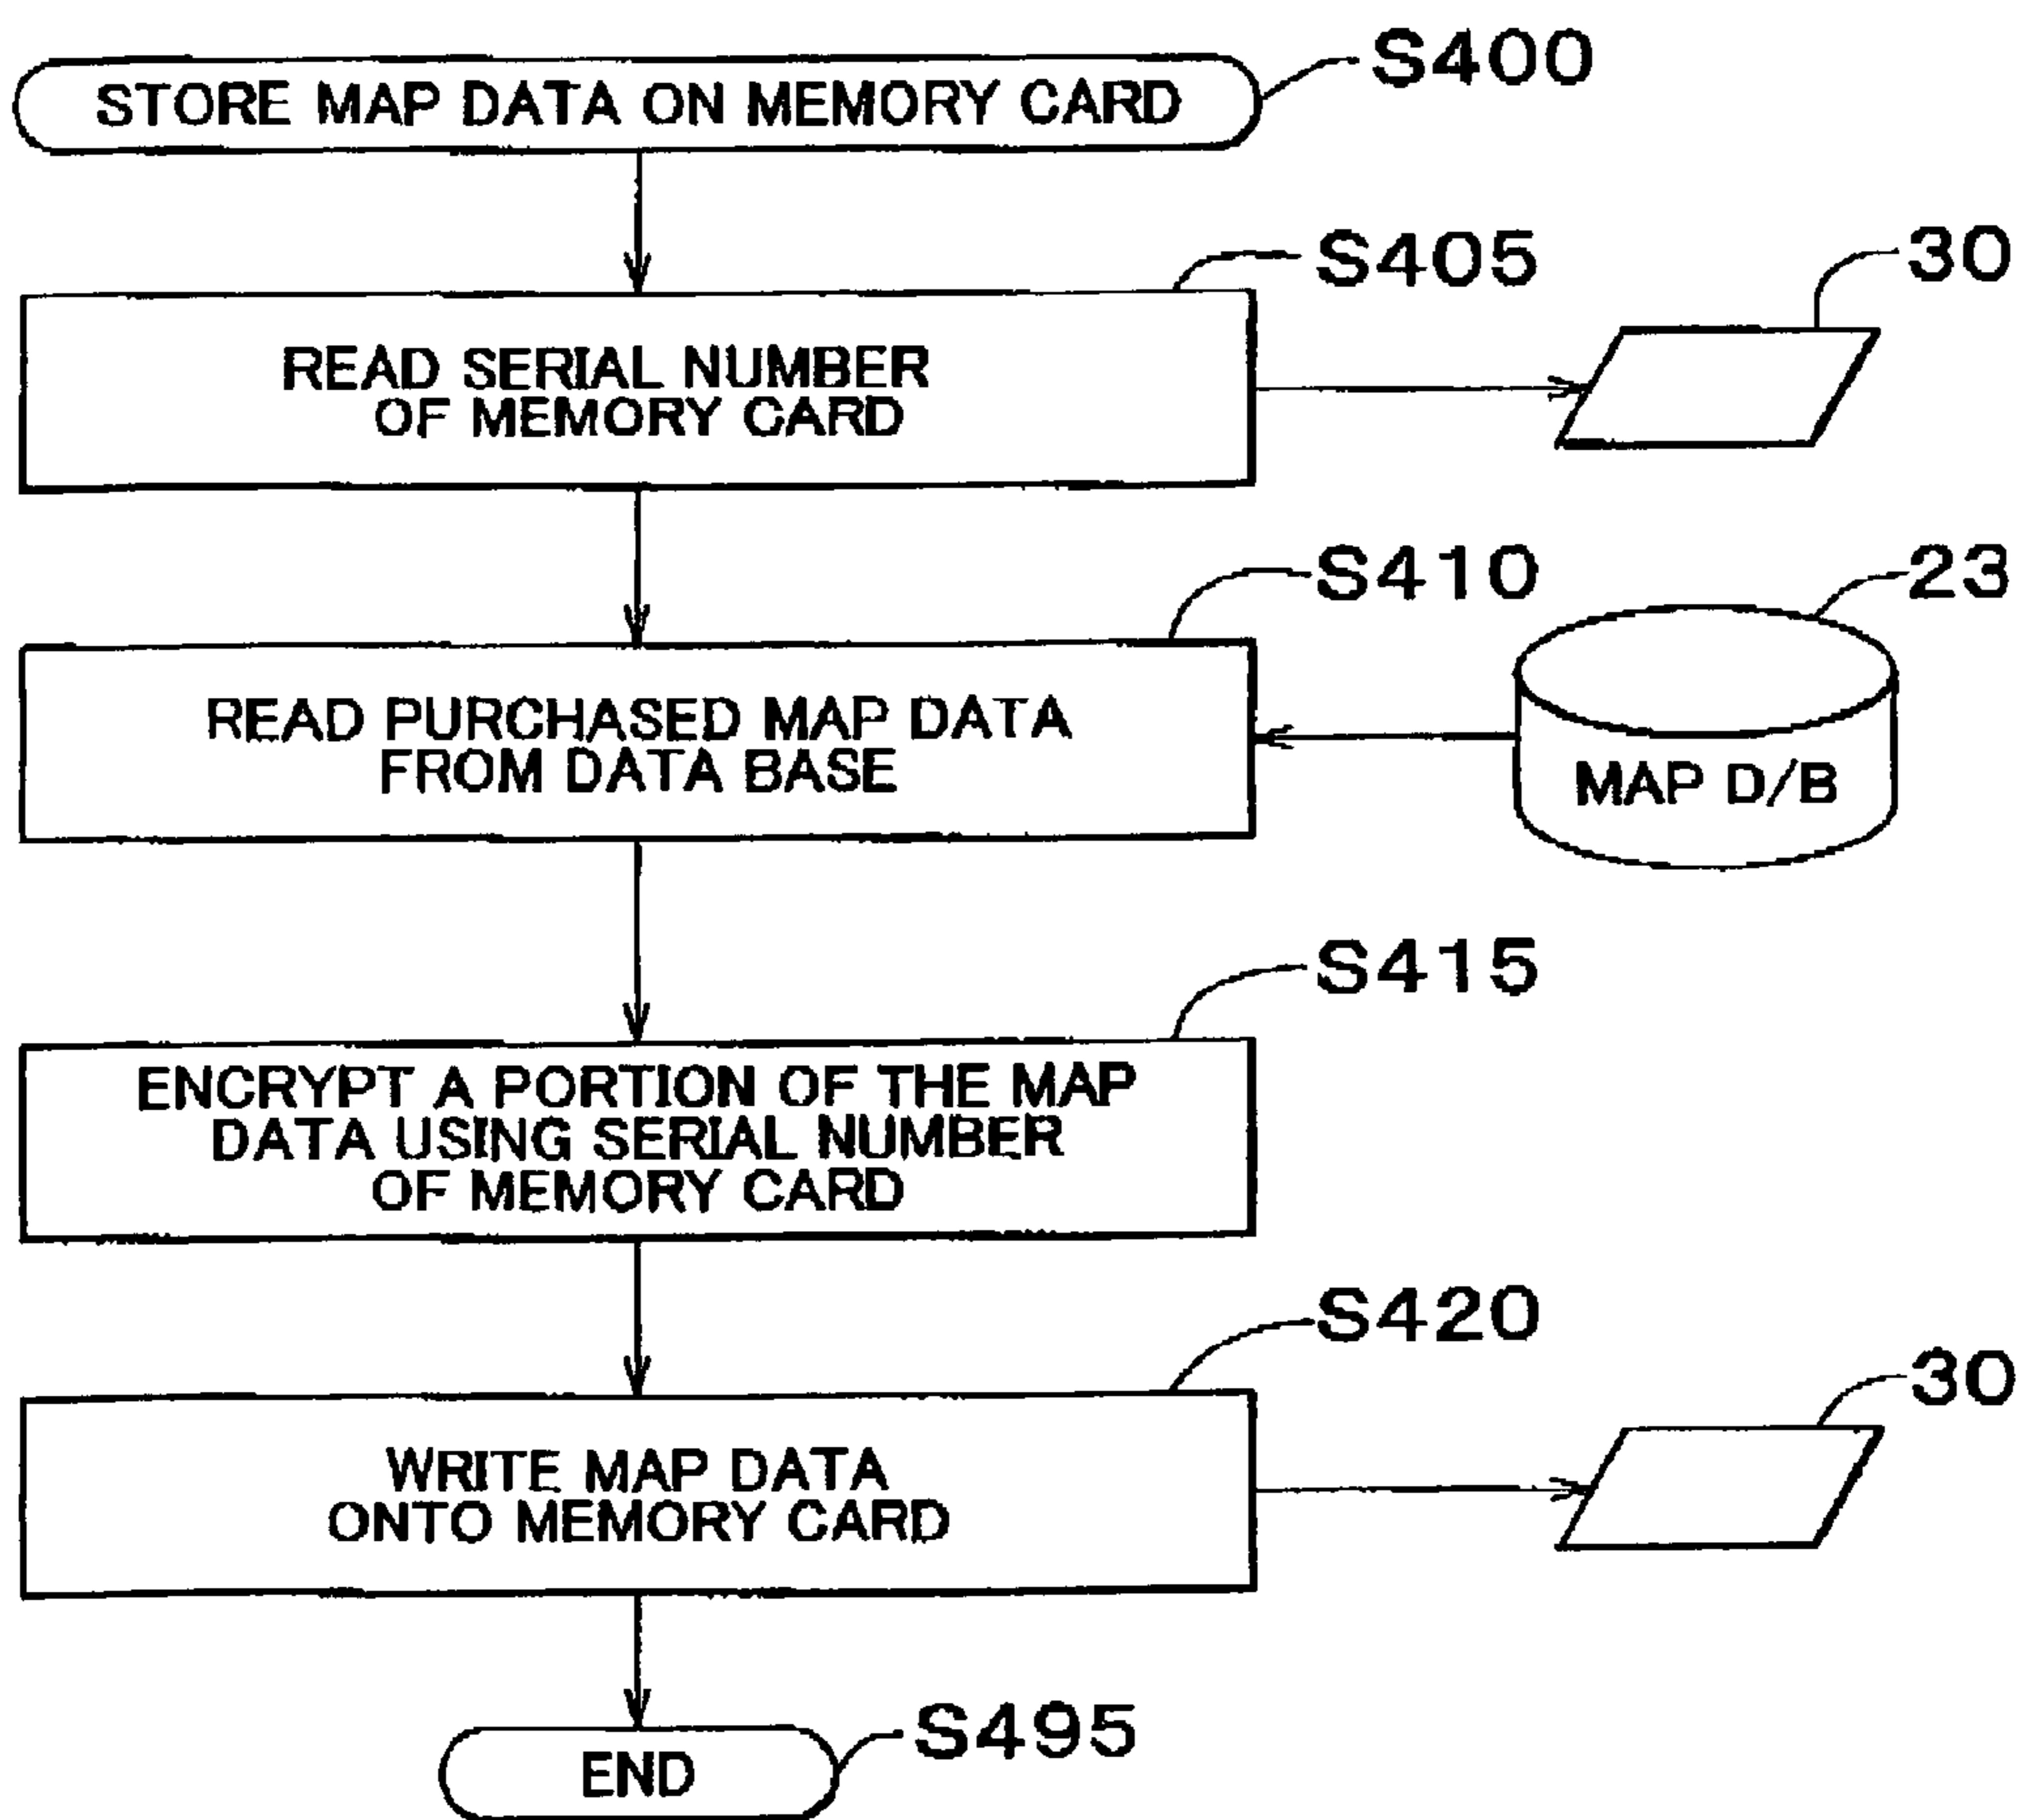 S400
STORE MAP DATA ON MEMORY CARD
S405
30
READ SERIAL NUMBER
OF MEMORY CARD
S410
23
READ PURCHASED MAP DATA
FROM DATA BASE
MAP D/B
S415
ENCRYPT A PORTION OF THE MAP
DATA USING SERIAL NUMBER
OF MEMORY CARD
S420
30
WRITE MAP DATA
ONTO MEMORY CARD
S495
END